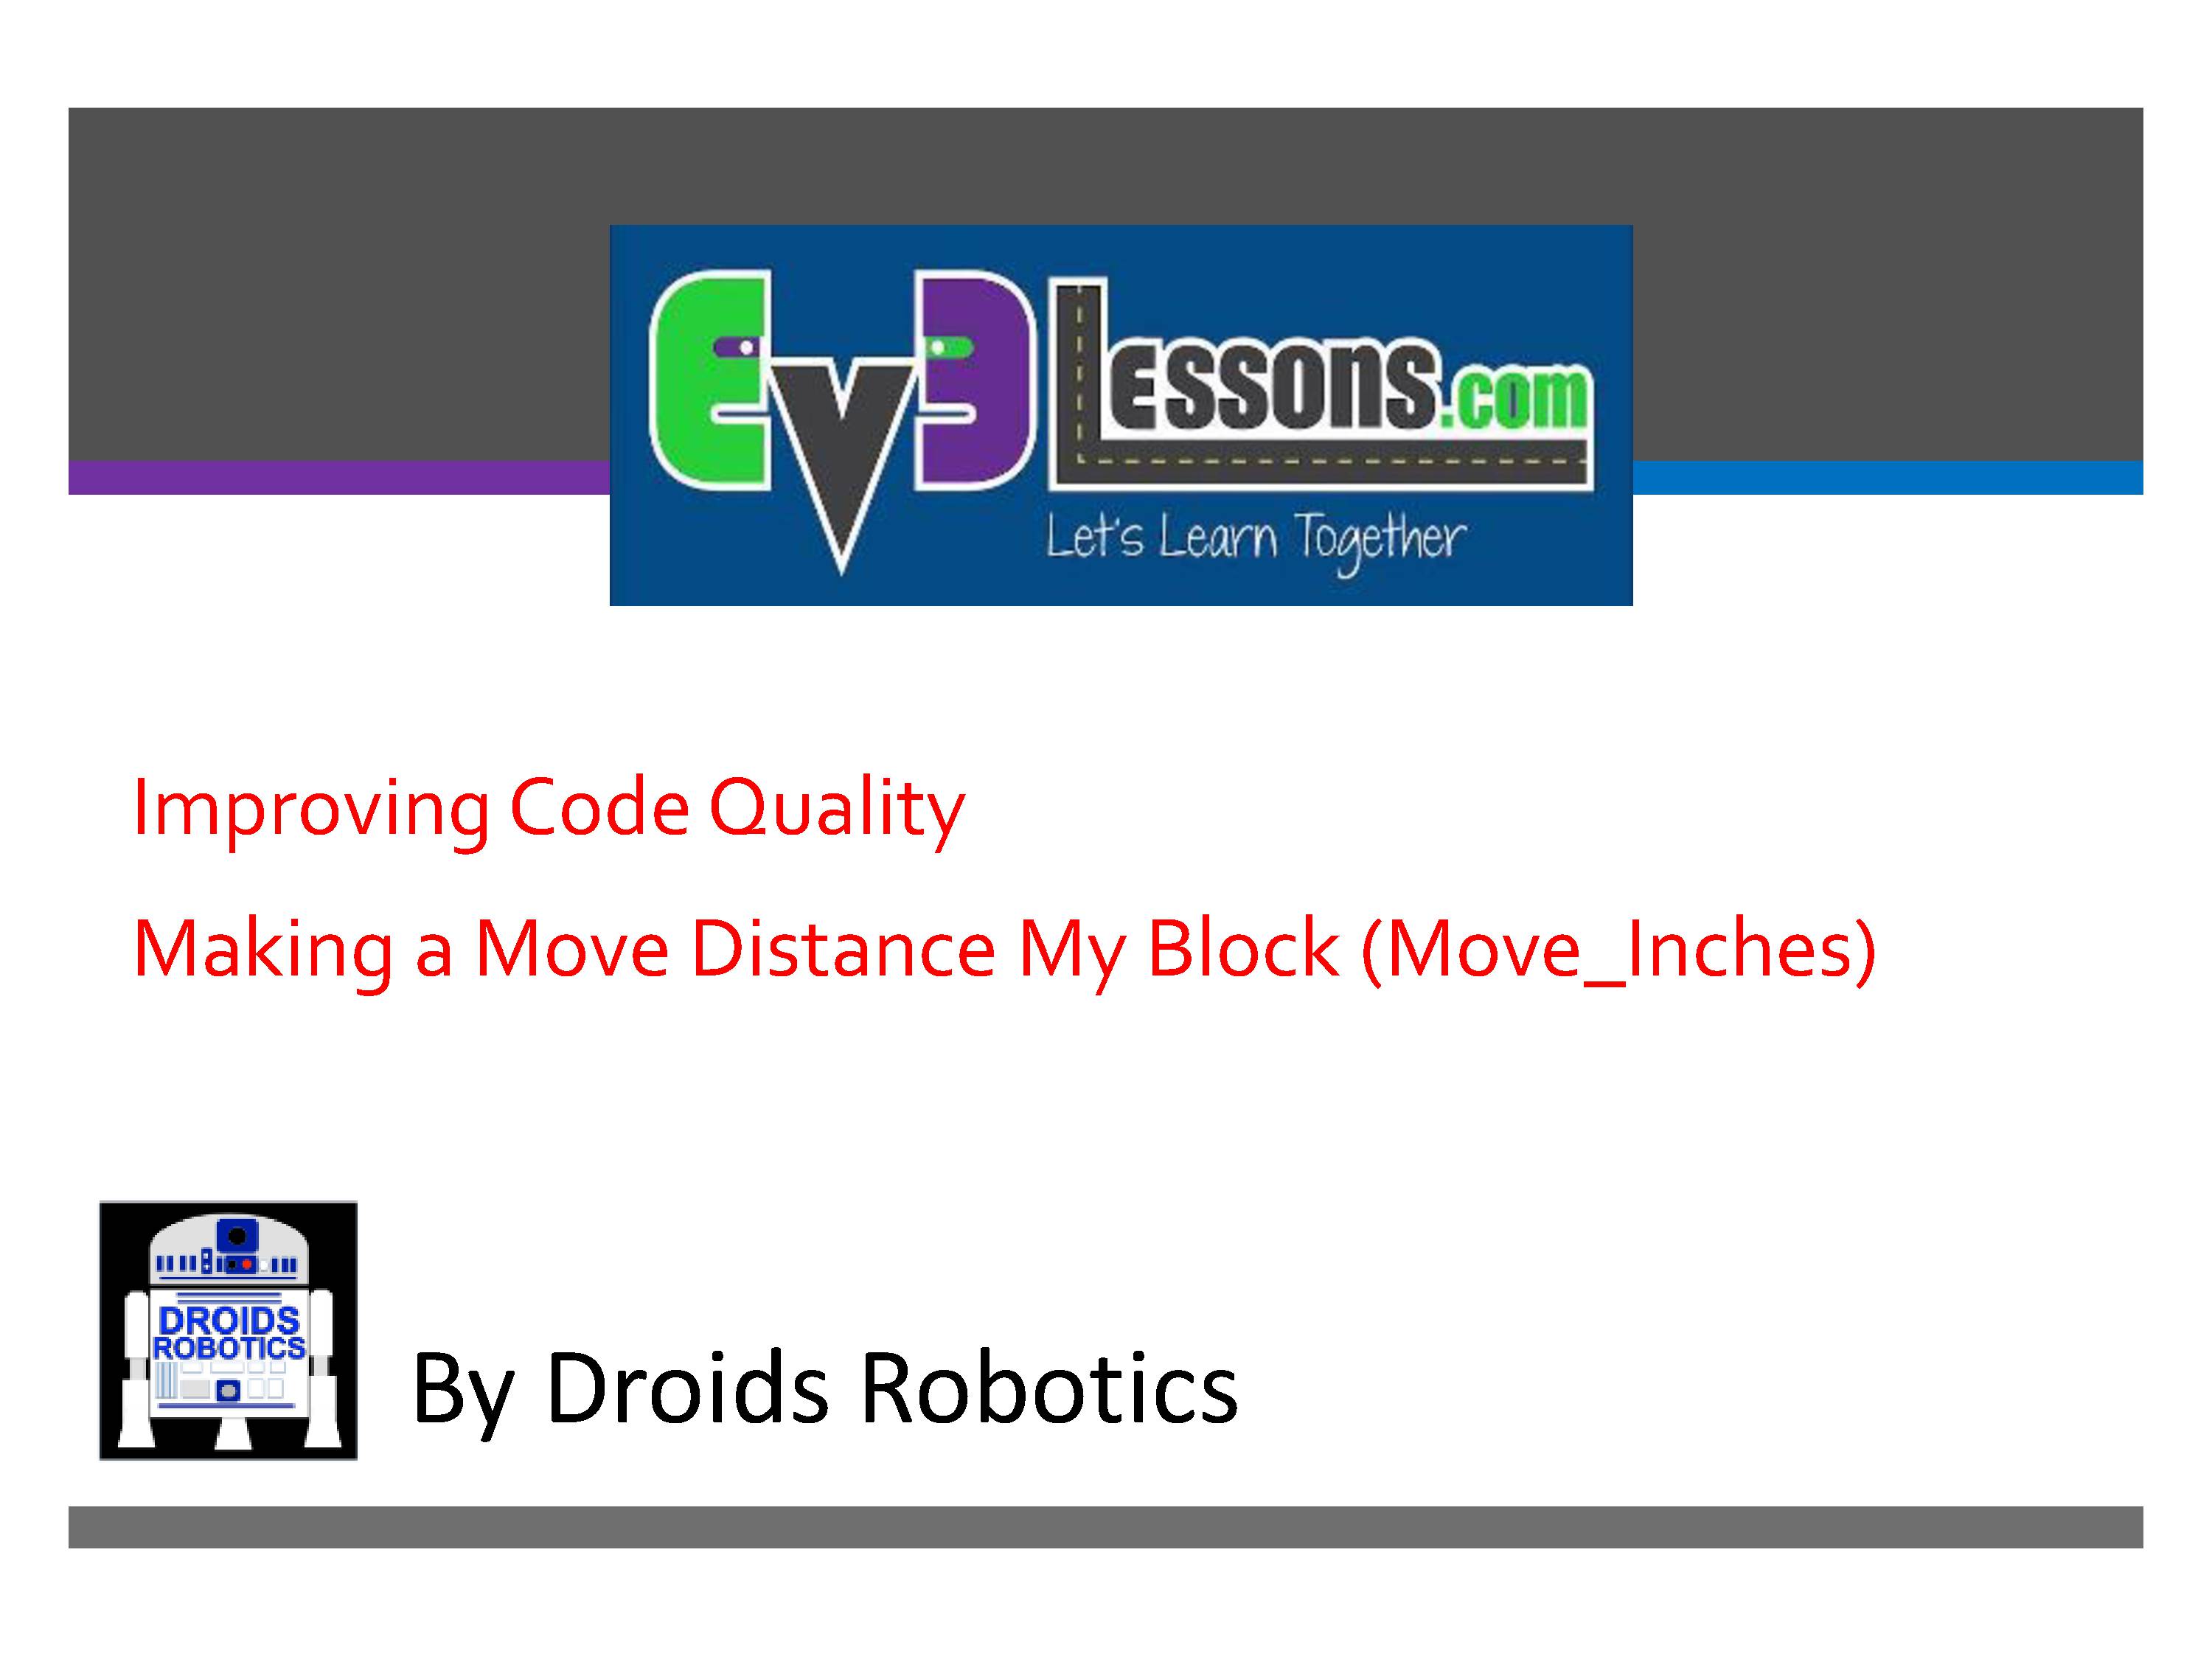 EV3Lessons.com
Let's Learn Together
Improving Code Quality
Making a Move Distance My Block (Move_Inches)
DROIDS
ROBOTICS
By Droids Robotics